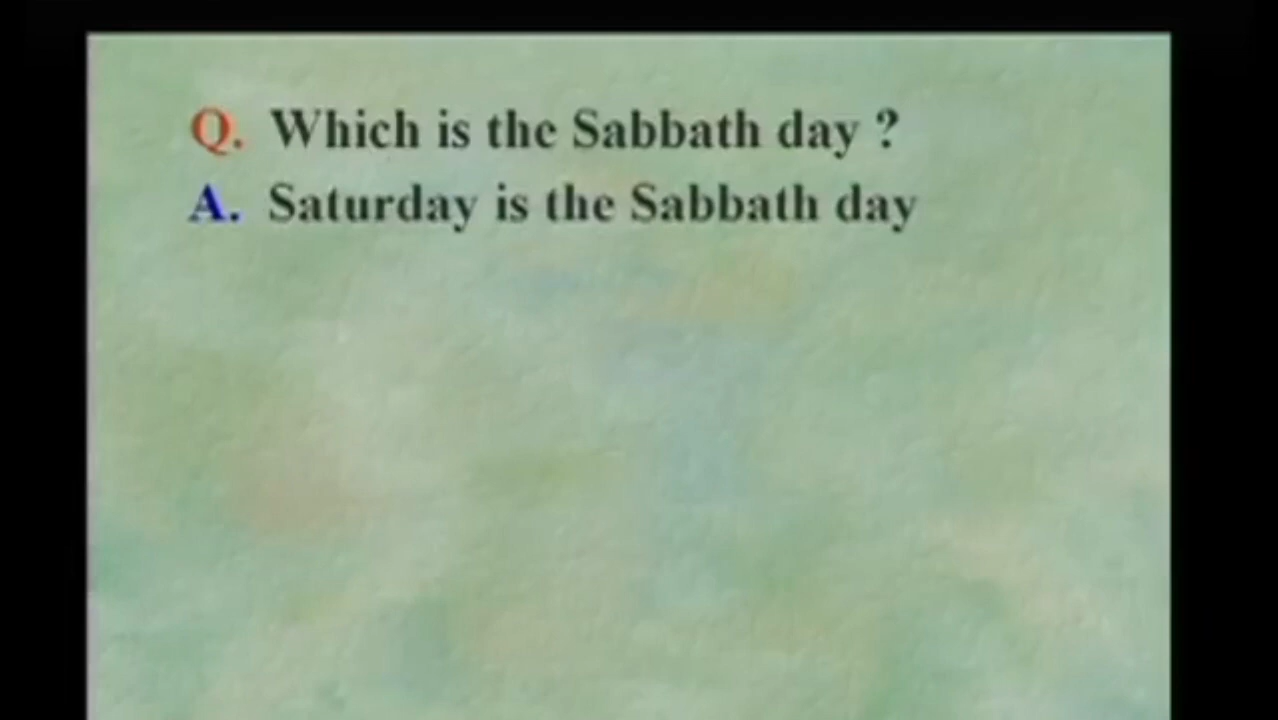 Q. Which is the Sabbath day ?
A. Saturday is the Sabbath day